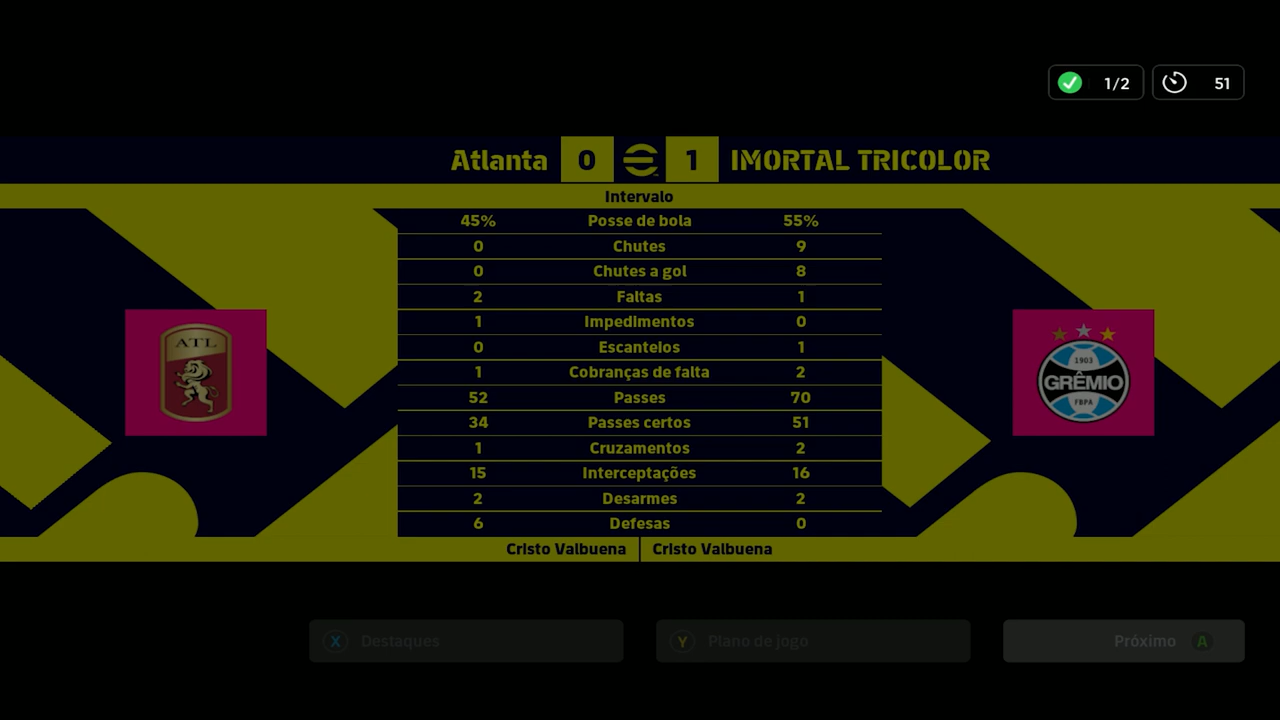 ✓ 1/2 51
Atlanta 0 1 IMORTAL TRICOLOR
Intervalo
45% Posse de bola 55%
0 Chutes 9
0 Chutes a gol 8
2 Faltas 1
1 Impedimentos 0
0 Escanteios 1
1 Cobranças de falta 2
52 Passes 70
34 Passes certos 51
1 Cruzamentos 2
15 Interceptações 16
2 Desarmes 2
6 Defesas 0
ATL
1903
GRÊMIO
FBPA
Cristo Valbuena Cristo Valbuena
X Destaques Y Plano de jogo Próximo A